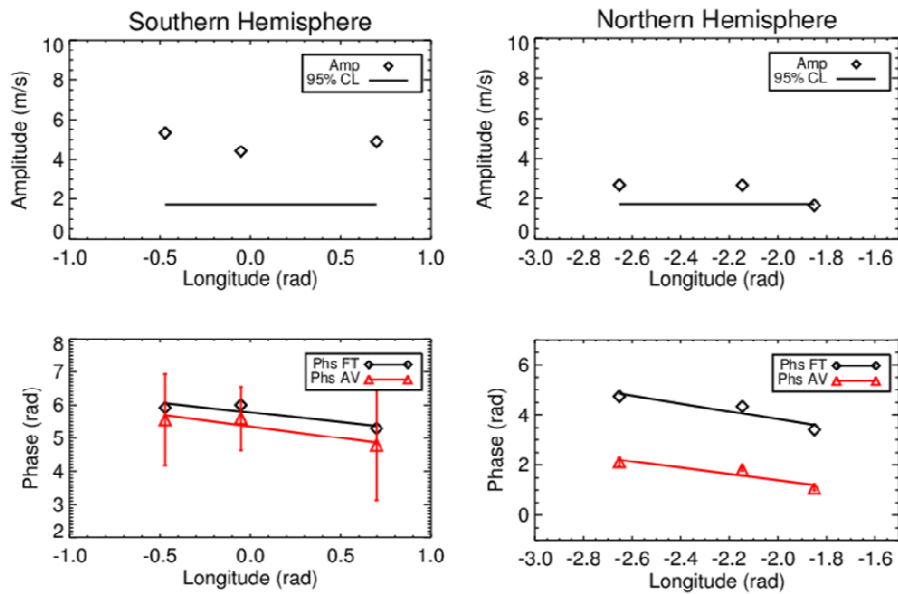 Southern Hemisphere
10
8
6
4
2
0
Amplitude (m/s)
Amp
95% CL
-1.0 -0.5 0.0 0.5 1.0
Longitude (rad)
Northern Hemisphere
10
8
6
4
2
0
Amplitude (m/s)
Amp
95% CL
-3.0 -2.8 -2.6 -2.4 -2.2 -2.0 -1.8 -1.6
Longitude (rad)
8
7
6
5
4
3
2
Phase (rad)
Phs FT
Phs AV
-1.0 -0.5 0.0 0.5 1.0
Longitude (rad)
6
4
2
0
Phase (rad)
Phs FT
Phs AV
-3.0 -2.8 -2.6 -2.4 -2.2 -2.0 -1.8 -1.6
Longitude (rad)